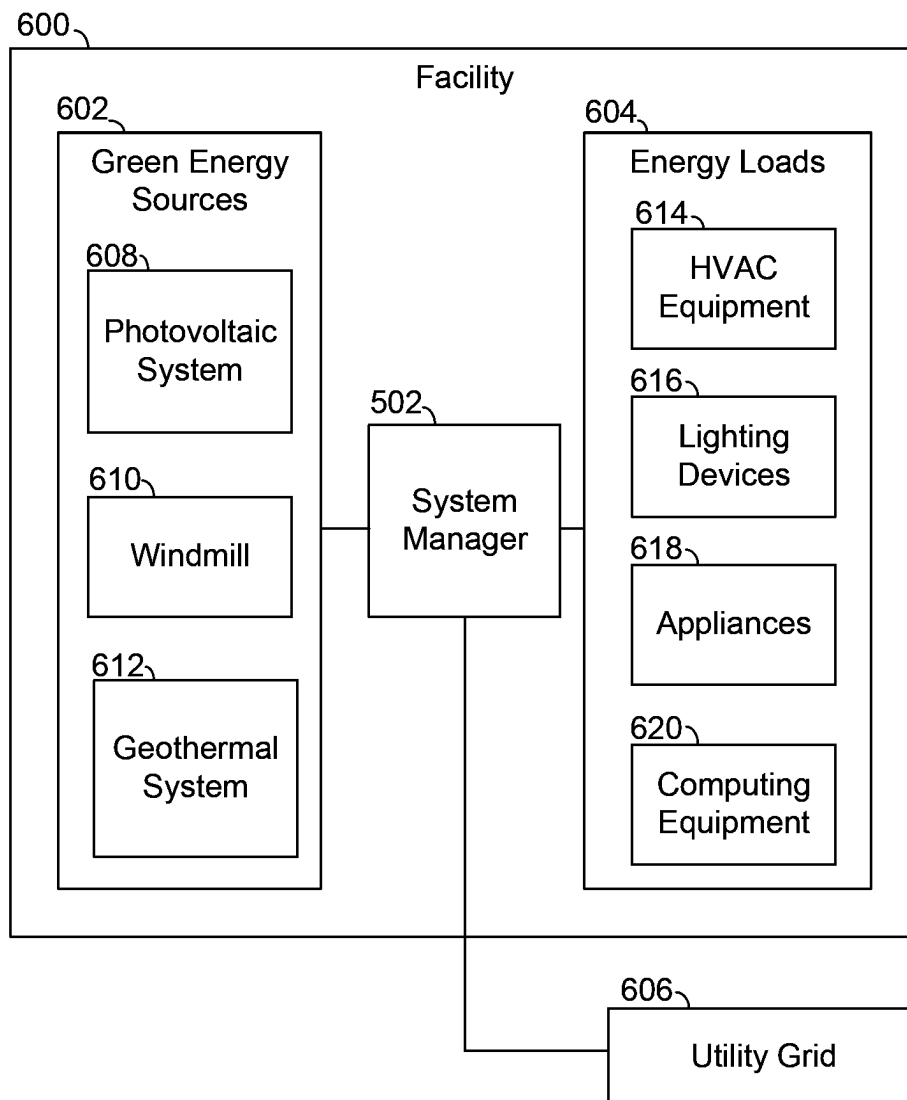 600
Facility
602
Green Energy
Sources
608
Photovoltaic
System
610
Windmill
612
Geothermal
System
502
System
Manager
604
Energy Loads
614
HVAC
Equipment
616
Lighting
Devices
618
Appliances
620
Computing
Equipment
606
Utility Grid